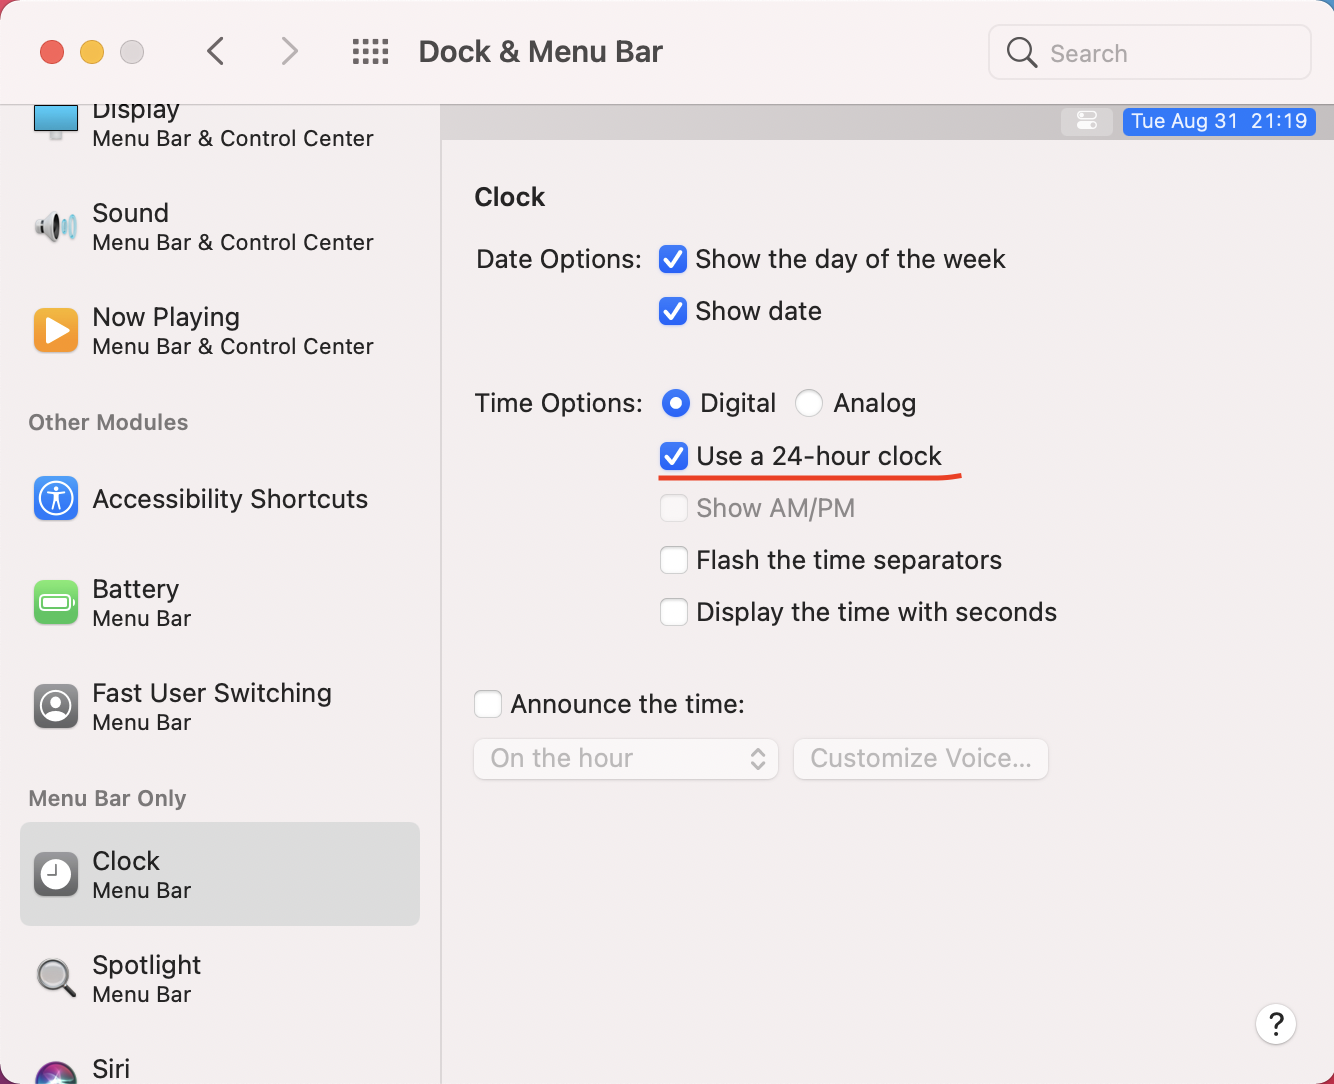 Dock & Menu Bar
Search
Display
Menu Bar & Control Center
Sound
Menu Bar & Control Center
Now Playing
Menu Bar & Control Center
Other Modules
Accessibility Shortcuts
Battery
Menu Bar
Fast User Switching
Menu Bar
Menu Bar Only
Clock
Menu Bar
Spotlight
Menu Bar
Siri
Tue Aug 31 21:19
Clock
Date Options: Show the day of the week
Show date
Time Options: Digital Analog
Use a 24-hour clock
Show AM/PM
Flash the time separators
Display the time with seconds
Announce the time:
On the hour Customize Voice...
?